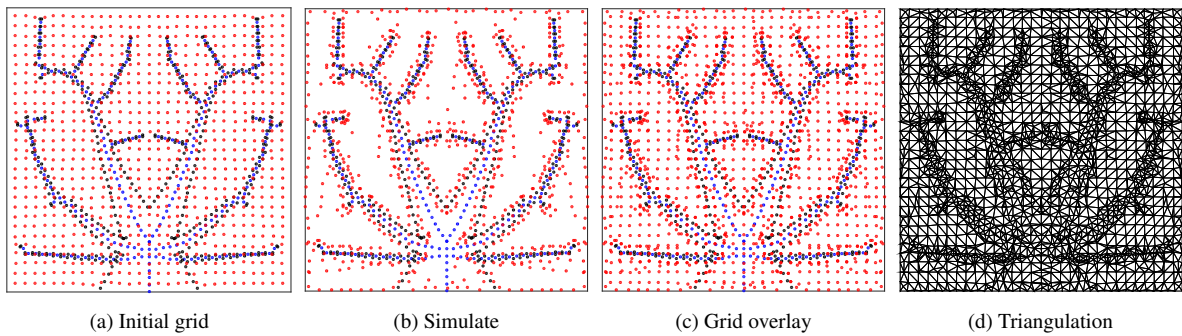 (a) Initial grid
(b) Simulate
(c) Grid overlay
(d) Triangulation